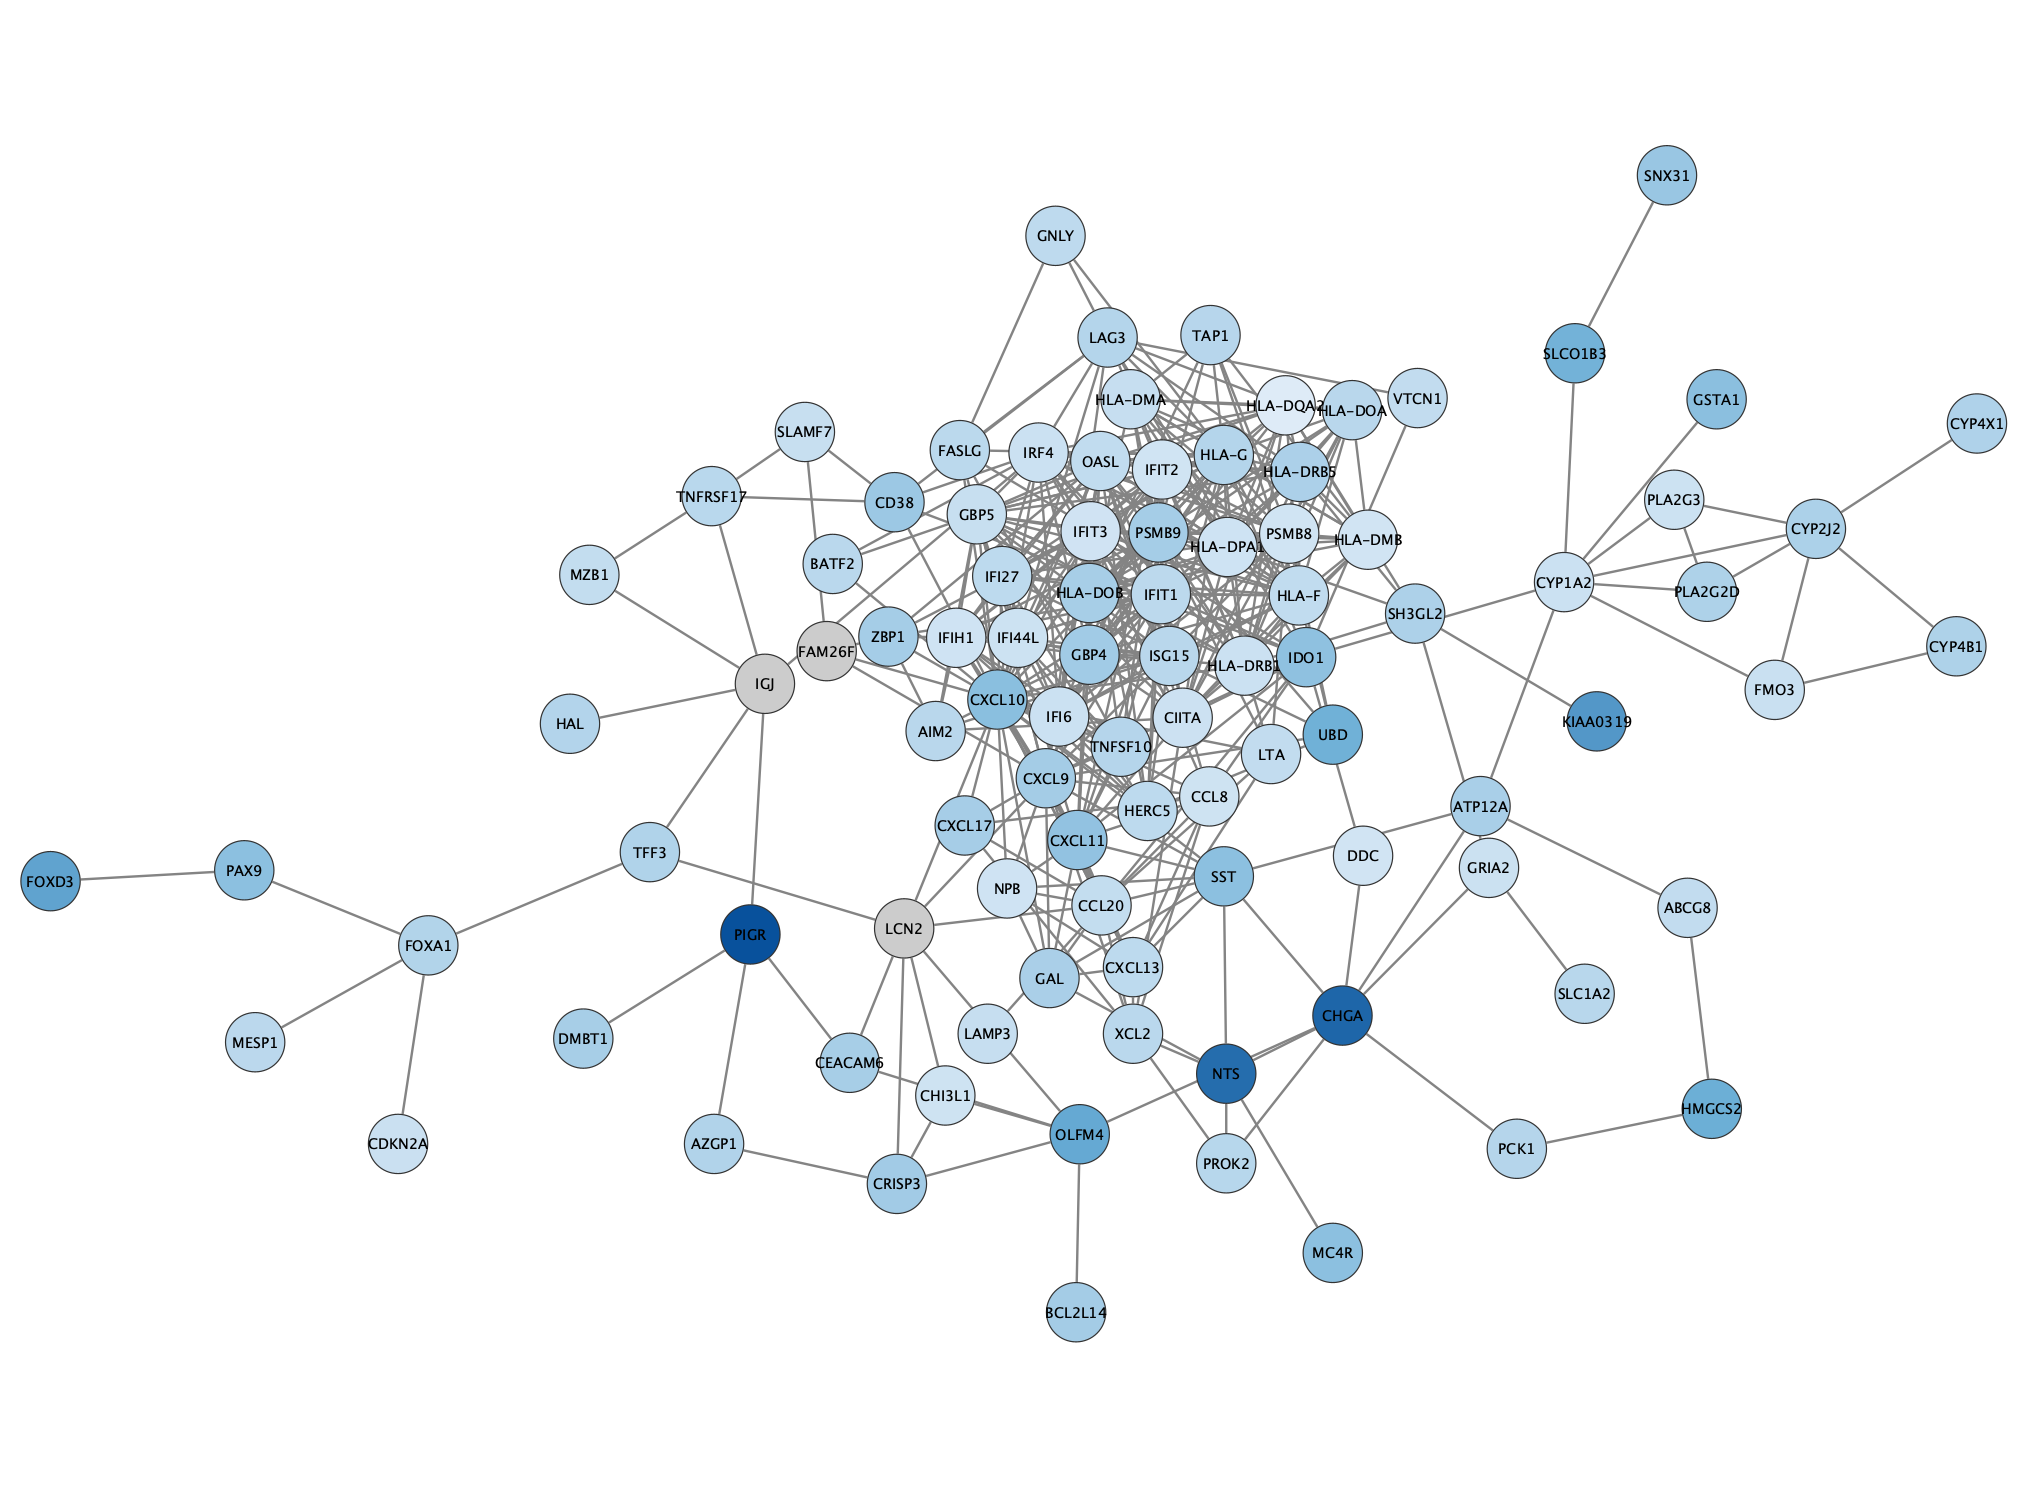 SNX31
GNLY
LAG3
TAP1
SLCO1B3
HLA-DMA
HLA-DQA2
HLA-DOA
VTCN1
GSTA1
CYP4X1
SLAMF7
FASLG
IRF4
OASL
IFIT2
HLA-G
HLA-DRB5
TNFRSF17
CD38
GBP5
PLA2G3
IFIT3
PSMB9
HLA-DPA1
PSMB8
HLA-DMB
CYP2J2
MZB1
BATF2
IFI27
HLA-DOB
IFIT1
HLA-F
SH3GL2
CYP1A2
PLA2G2D
ZBP1
IFIH1
IFI44L
FAM26F
GBP4
ISG15
HLA-DRB1
IDO1
CYP4B1
IGJ
CXCL10
FMO3
HAL
AIM2
IFI6
CIITA
TNFSF10
LTA
UBD
KIAA0319
CXCL9
CCL8
CXCL17
CXCL11
HERC5
ATP12A
FOXD3
PAX9
TFF3
NPB
SST
DDC
GRIA2
FOXA1
PIGR
LCN2
CCL20
ABCG8
GAL
CXCL13
SLC1A2
MESP1
DMBT1
CEACAM6
LAMP3
XCL2
CHGA
CHI3L1
NTS
CDKN2A
AZGP1
CRISP3
OLFM4
PROK2
PCK1
HMGCS2
MC4R
BCL2L14